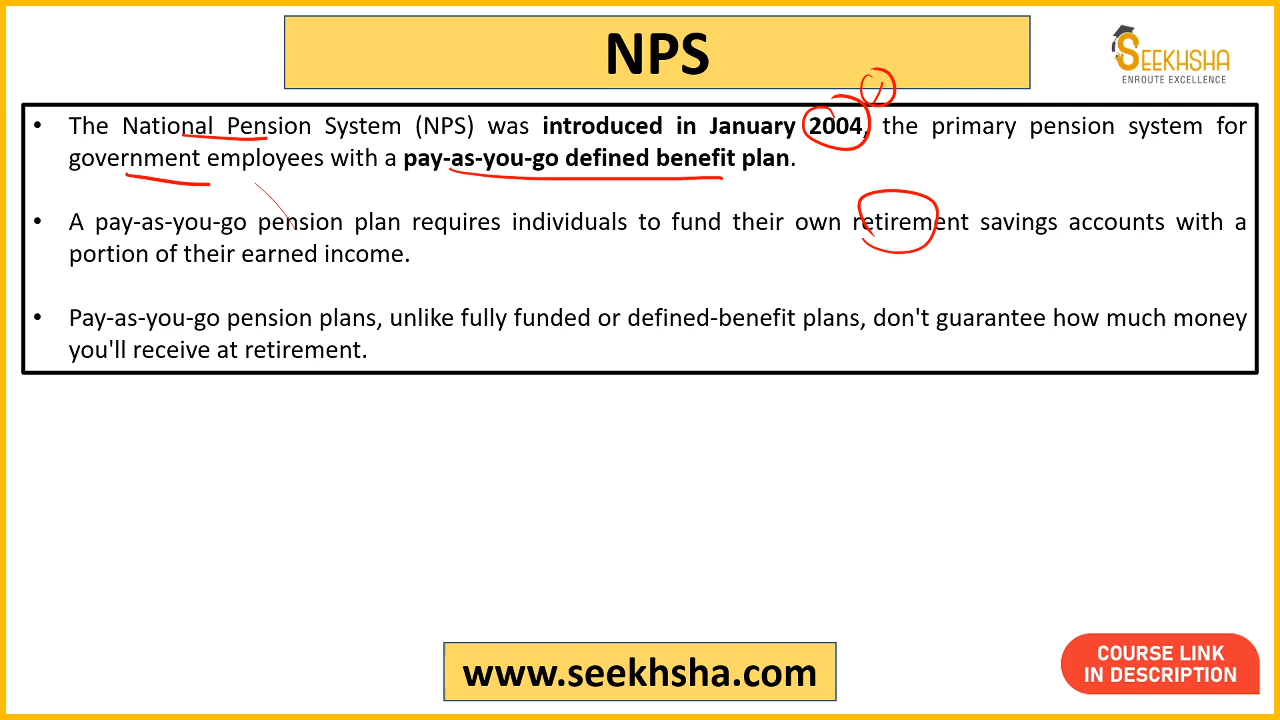 NPS
SEEKHSHA
ENROUTE EXCELLENCE
• The National Pension System (NPS) was introduced in January 2004, the primary pension system for
government employees with a pay-as-you-go defined benefit plan.
• A pay-as-you-go pension plan requires individuals to fund their own retirement savings accounts with a
portion of their earned income.
• Pay-as-you-go pension plans, unlike fully funded or defined-benefit plans, don't guarantee how much money
you'll receive at retirement.
www.seekhsha.com
COURSE LINK
IN DESCRIPTION